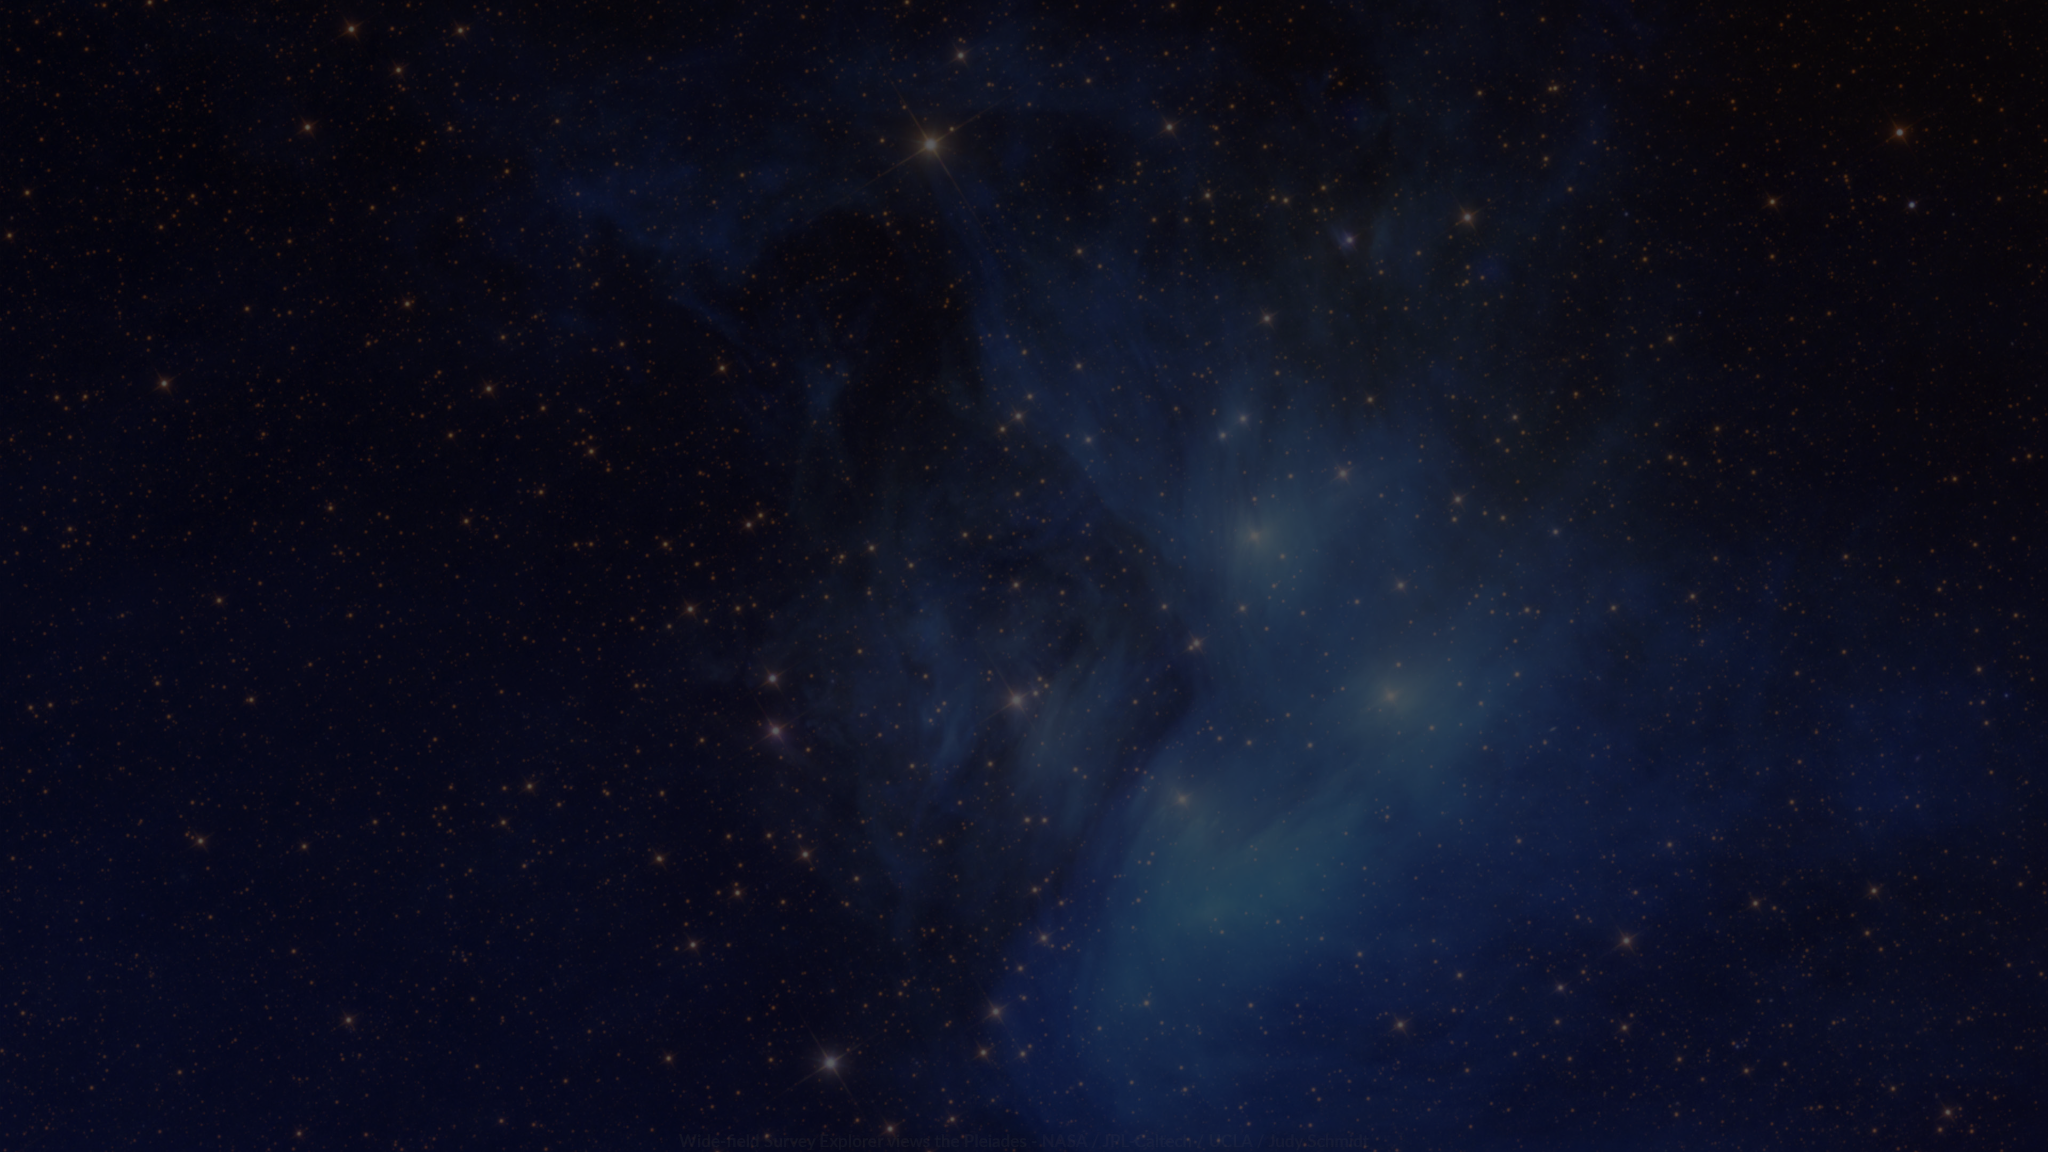 Wide-field Survey Explorer views the Pleiades - NASA / JPL-Caltech / UCLA / Judy Schmidt